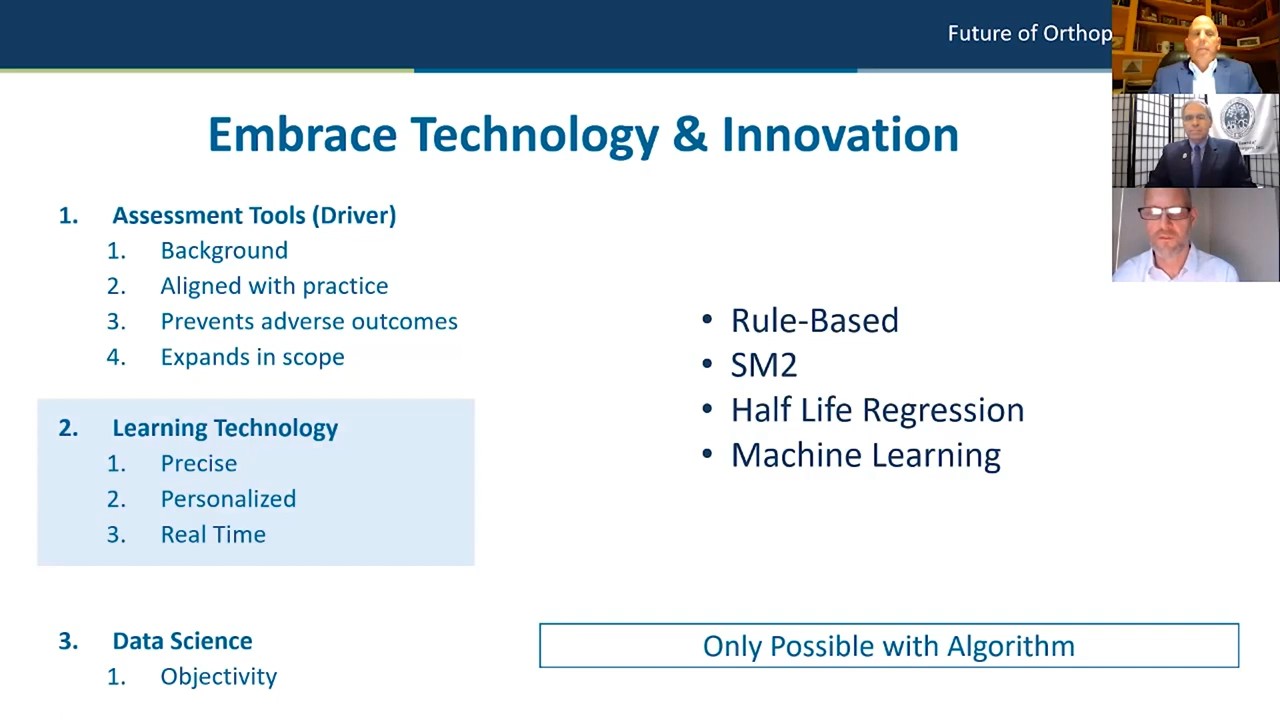 Future of Orthop
Embrace Technology & Innovation
1. Assessment Tools (Driver)
1. Background
2. Aligned with practice
3. Prevents adverse outcomes
4. Expands in scope
2. Learning Technology
1. Precise
2. Personalized
3. Real Time
3. Data Science
1. Objectivity
• Rule-Based
• SM2
• Half Life Regression
• Machine Learning
Only Possible with Algorithm